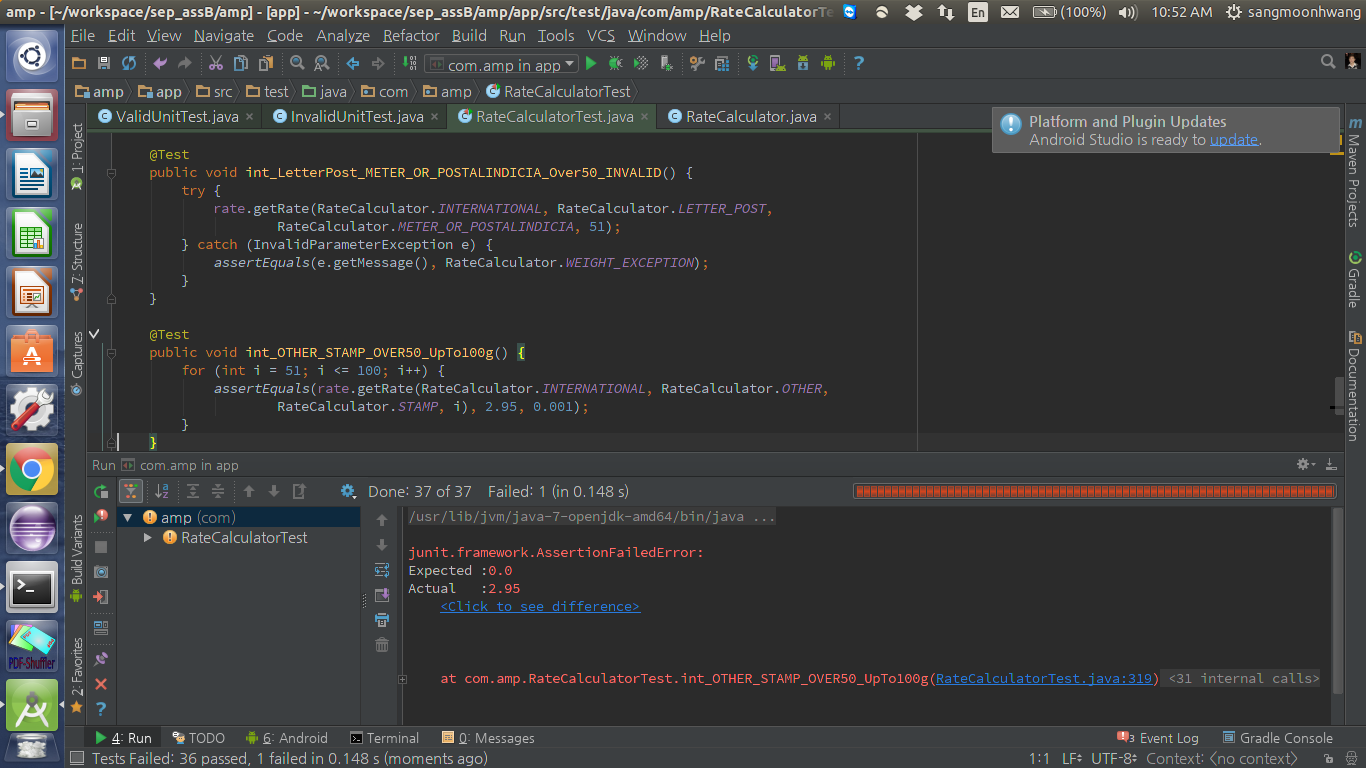 amp - [~/workspace/sep_assB/amp] - [app] - ~/workspace/sep_assB/amp/app/src/test/java/com/amp/RateCalculatorTe
En (100%) 10:52 AM sangmoonhwang
File Edit View Navigate Code Analyze Refactor Build Run Tools VCS Window Help
com.amp in app
amp app src test java com amp RateCalculatorTest
ValidUnitTest.java InvalidUnitTest.java RateCalculatorTest.java RateCalculator.java
Platform and Plugin Updates
Android Studio is ready to update.
1: Project
Z: Structure
Captures
Build Variants
2: Favorites
@Test
public void int_LetterPost_METER_OR_POSTALINDICIA_Over50_INVALID() {
try {
rate.getRate(RateCalculator.INTERNATIONAL, RateCalculator.LETTER_POST,
RateCalculator.METER_OR_POSTALINDICIA, 51);
} catch (InvalidParameterException e) {
assertEquals(e.getMessage(), RateCalculator.WEIGHT_EXCEPTION);
}
}
@Test
public void int_OTHER_STAMP_OVER50_UpTo100g() {
for (int i = 51; i <= 100; i++) {
assertEquals(rate.getRate(RateCalculator.INTERNATIONAL, RateCalculator.OTHER,
RateCalculator.STAMP, i), 2.95, 0.001);
}
}
m
Maven Projects
Gradle
Documentation
Run com.amp in app
Done: 37 of 37 Failed: 1 (in 0.148 s)
amp (com)
RateCalculatorTest
/usr/lib/jvm/java-7-openjdk-amd64/bin/java ...
junit.framework.AssertionFailedError:
Expected :0.0
Actual :2.95
<Click to see difference>
at com.amp.RateCalculatorTest.int_OTHER_STAMP_OVER50_UpTo100g(RateCalculatorTest.java:319) <31 internal calls>
PDF-Shuffler
4: Run TODO 6: Android Terminal 0: Messages 3 Event Log Gradle Console
Tests Failed: 36 passed, 1 failed in 0.148 s (moments ago) 1:1 LF UTF-8 Context: <no context>